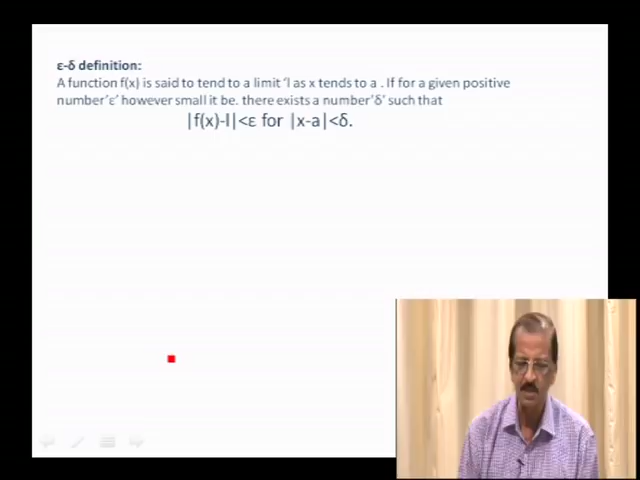 ε-δ definition:
A function f(x) is said to tend to a limit 'l as x tends to a . If for a given positive
number'ε' however small it be. there exists a number'δ' such that
|f(x)-l|<ε for |x-a|<δ.